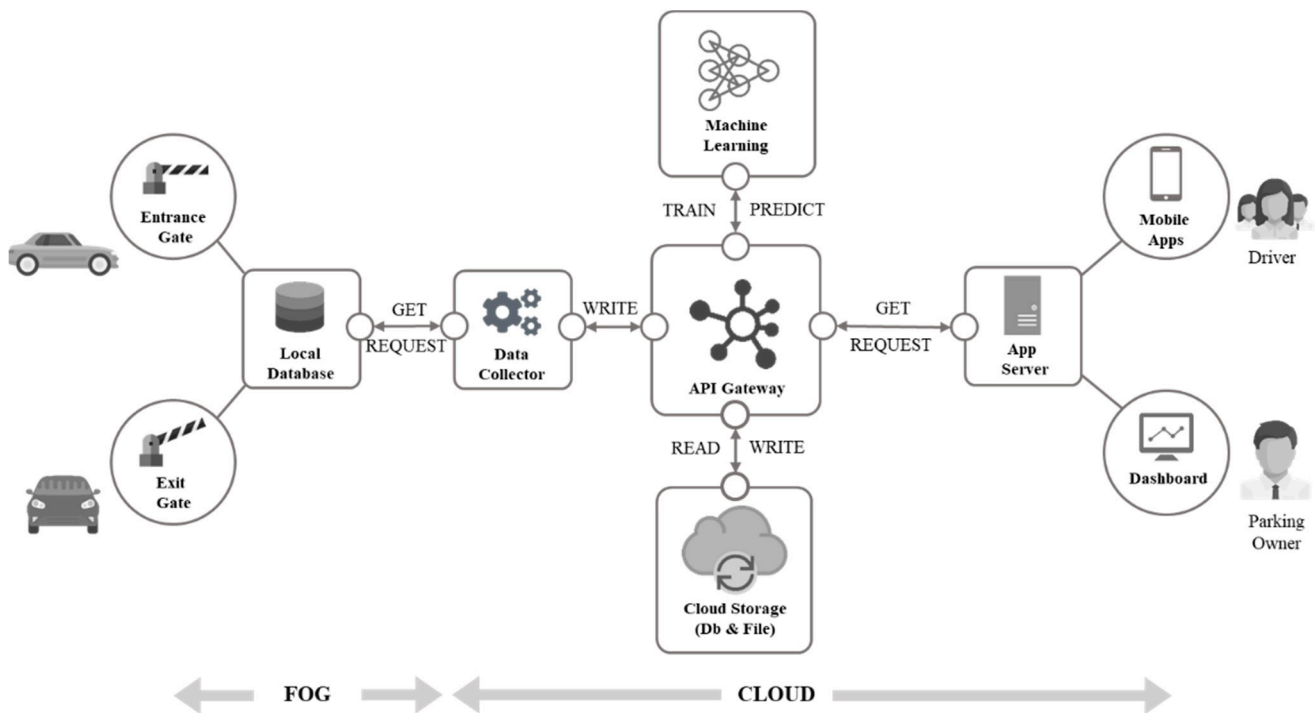 Machine
Learning
TRAIN PREDICT
Entrance
Gate
Mobile
Apps
Driver
Local
Database
GET
REQUEST
Data
Collector
WRITE
API Gateway
GET
REQUEST
App
Server
READ WRITE
Exit
Gate
Dashboard
Parking
Owner
Cloud Storage
(Db & File)
FOG
CLOUD